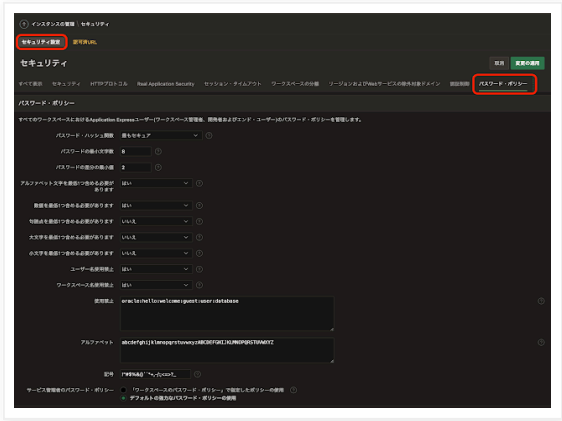 インスタンスの管理 \ セキュリティ
セキュリティ設定 許可済URL
セキュリティ 取消 変更の適用
すべて表示 セキュリティ HTTPプロトコル Real Application Security セッション・タイムアウト ワークスペースの分離 リージョンおよびWebサービスの除外対象ドメイン 認証制御 パスワード・ポリシー
パスワード・ポリシー
すべてのワークスペースにおけるApplication Expressユーザー(ワークスペース管理者、開発者およびエンド・ユーザー)のパスワード・ポリシーを管理します。
パスワード・ハッシュ関数 最もセキュア
パスワードの最小文字数 8
パスワードの差分の最小値 2
アルファベット文字を最低1つ含める必要が
あります はい
数値を最低1つ含める必要があります はい
句読点を最低1つ含める必要があります いいえ
大文字を最低1つ含める必要があります いいえ
小文字を最低1つ含める必要があります いいえ
ユーザー名使用禁止 はい
ワークスペース名使用禁止 はい
使用禁止 oracle:hello:welcome:guest:user:database
アルファベット abcdefghijklmnopqrstuvwxyzABCDEFGHIJKLMNOPQRSTUVWXYZ
記号
サービス管理者のパスワード・ポリシー 「ワークスペースのパスワード・ポリシー」で指定したポリシーの使用
デフォルトの強力なパスワード・ポリシーの使用